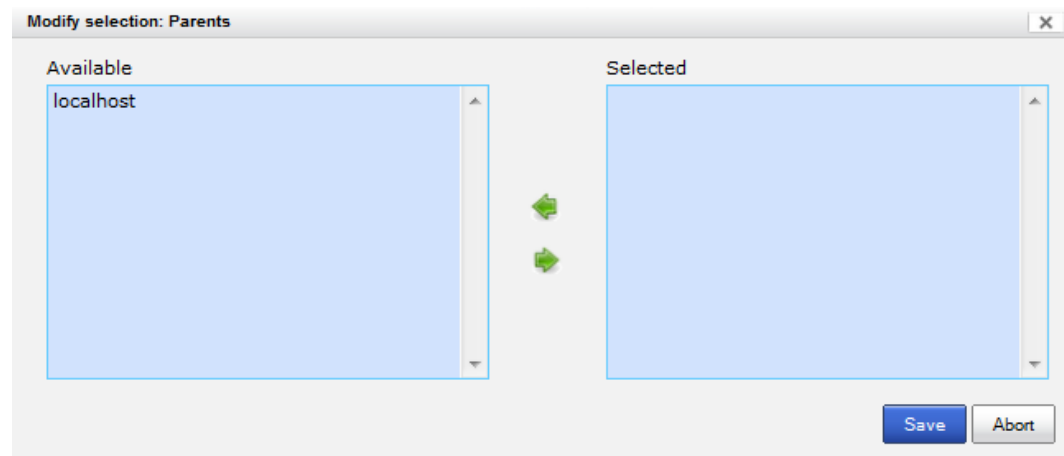 Modify selection: Parents
Available
Selected
localhost
Save
Abort